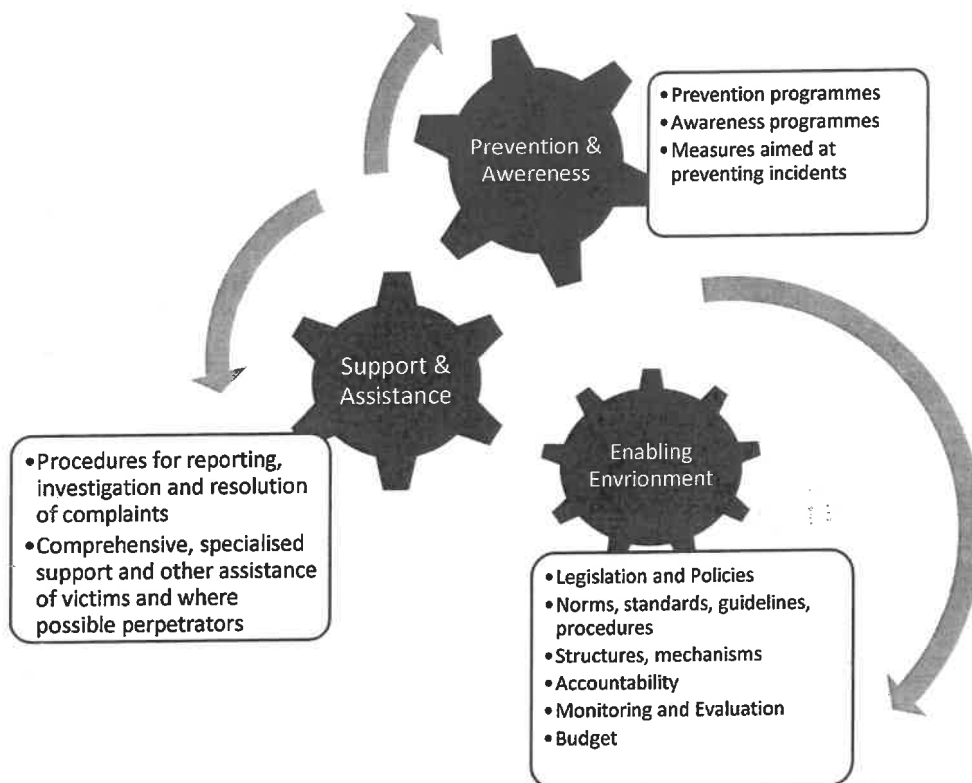 Prevention &
Awereness
• Prevention programmes
• Awareness programmes
• Measures aimed at
preventing incidents
Support &
Assistance
• Procedures for reporting,
investigation and resolution
of complaints
• Comprehensive, specialised
support and other assistance
of victims and where
possible perpetrators
Enabling
Envrionment
• Legislation and Policies
• Norms, standards, guidelines,
procedures
• Structures, mechanisms
• Accountability
• Monitoring and Evaluation
• Budget